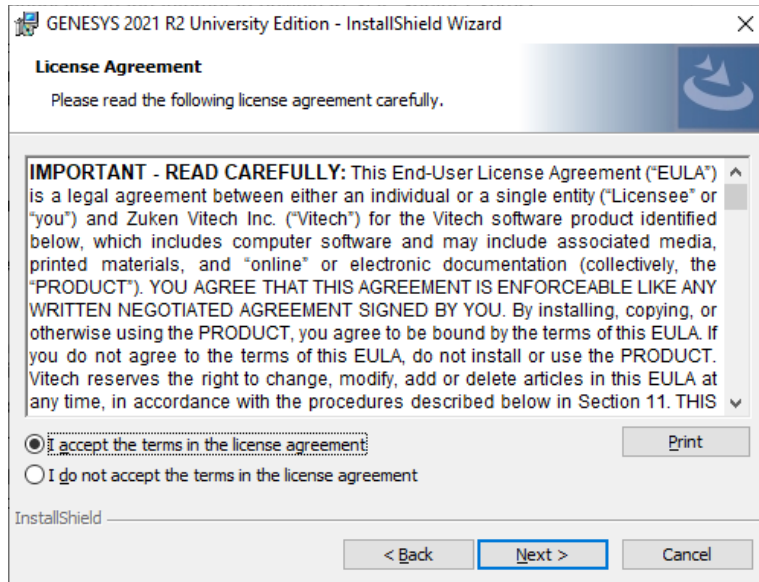 GENESYS 2021 R2 University Edition - InstallShield Wizard
License Agreement
Please read the following license agreement carefully.
IMPORTANT - READ CAREFULLY: This End-User License Agreement (“EULA”)
is a legal agreement between either an individual or a single entity (“Licensee” or
“you”) and Zuken Vitech Inc. (“Vitech”) for the Vitech software product identified
below, which includes computer software and may include associated media,
printed materials, and “online” or electronic documentation (collectively, the
“PRODUCT”). YOU AGREE THAT THIS AGREEMENT IS ENFORCEABLE LIKE ANY
WRITTEN NEGOTIATED AGREEMENT SIGNED BY YOU. By installing, copying, or
otherwise using the PRODUCT, you agree to be bound by the terms of this EULA. If
you do not agree to the terms of this EULA, do not install or use the PRODUCT.
Vitech reserves the right to change, modify, add or delete articles in this EULA at
any time, in accordance with the procedures described below in Section 11. THIS
I accept the terms in the license agreement
Print
I do not accept the terms in the license agreement
InstallShield
< Back
Next >
Cancel